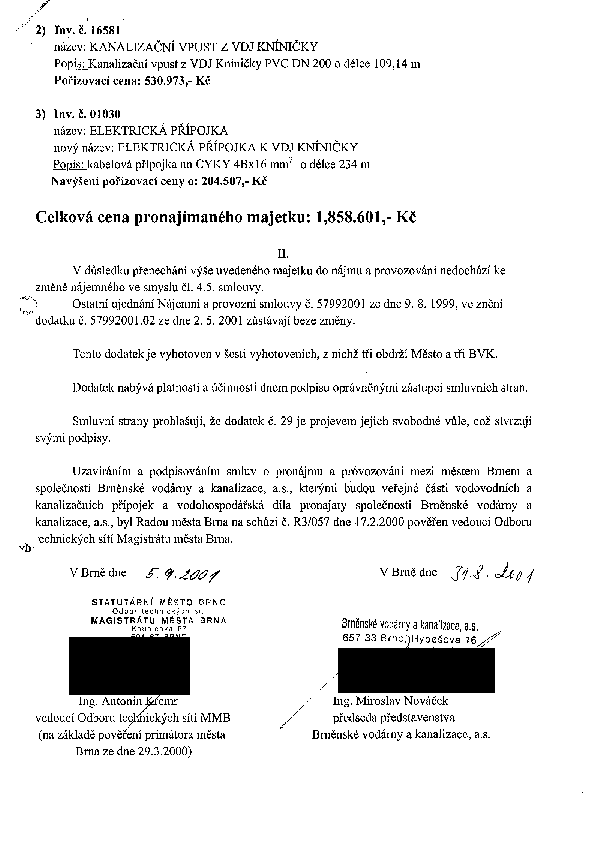 2) Inv. č. 16581
název: KANALIZAČNÍ VPUST Z VDJ KNÍNIČKY
Popis: Kanalizační vpust z VDJ Kníničky PVC DN 200 o délce 109,14 m
Pořizovací cena: 530.973,- Kč
3) Inv. č. 01030
název: ELEKTRICKÁ PŘÍPOJKA
nový název: ELEKTRICKÁ PŘÍPOJKA K VDJ KNÍNIČKY
Popis: kabelová přípojka na CYKY 4Bx16 mm² o délce 234 m
Navýšení pořizovací ceny o: 204.507,- Kč
Celková cena pronajímaného majetku: 1,858.601,- Kč
II.
V důsledku přenechání výše uvedeného majetku do nájmu a provozování nedochází ke
změně nájemného ve smyslu čl. 4.5. smlouvy.
Ostatní ujednání Nájemní a provozní smlouvy č. 57992001 ze dne 9. 8. 1999, ve znění
dodatku č. 57992001.02 ze dne 2. 5. 2001 zůstávají beze změny.
Tento dodatek je vyhotoven v šesti vyhotoveních, z nichž tři obdrží Město a tři BVK.
Dodatek nabývá platnosti a účinnosti dnem podpisu oprávněnými zástupci smluvních stran.
Smluvní strany prohlašují, že dodatek č. 29 je projevem jejich svobodné vůle, což stvrzují
svými podpisy.
Uzavíráním a podpisováním smluv o pronájmu a provozování mezi městem Brnem a
společností Brněnské vodárny a kanalizace, a.s., kterými budou veřejné části vodovodních a
kanalizačních přípojek a vodohospodářská díla pronajaty společnosti Brněnské vodárny a
kanalizace, a.s., byl Radou města Brna na schůzi č. R3/057 dne 17.2.2000 pověřen vedoucí Odboru
technických sítí Magistrátu města Brna.
V Brně dne 5.9.2001
V Brně dne 31.8.2001
STATUTÁRNÍ MĚSTO BRNO
Odbor technických sítí
MAGISTRÁTU MĚSTA BRNA
Brněnské vodárny a kanalizace, a.s.
657 33 Brno, Hybešova 16
Ing. Antonín Kremr
vedoucí Odboru technických sítí MMB
(na základě pověření primátora města
Brna ze dne 29.3.2000)
Ing. Miroslav Nováček
předseda představenstva
Brněnské vodárny a kanalizace, a.s.